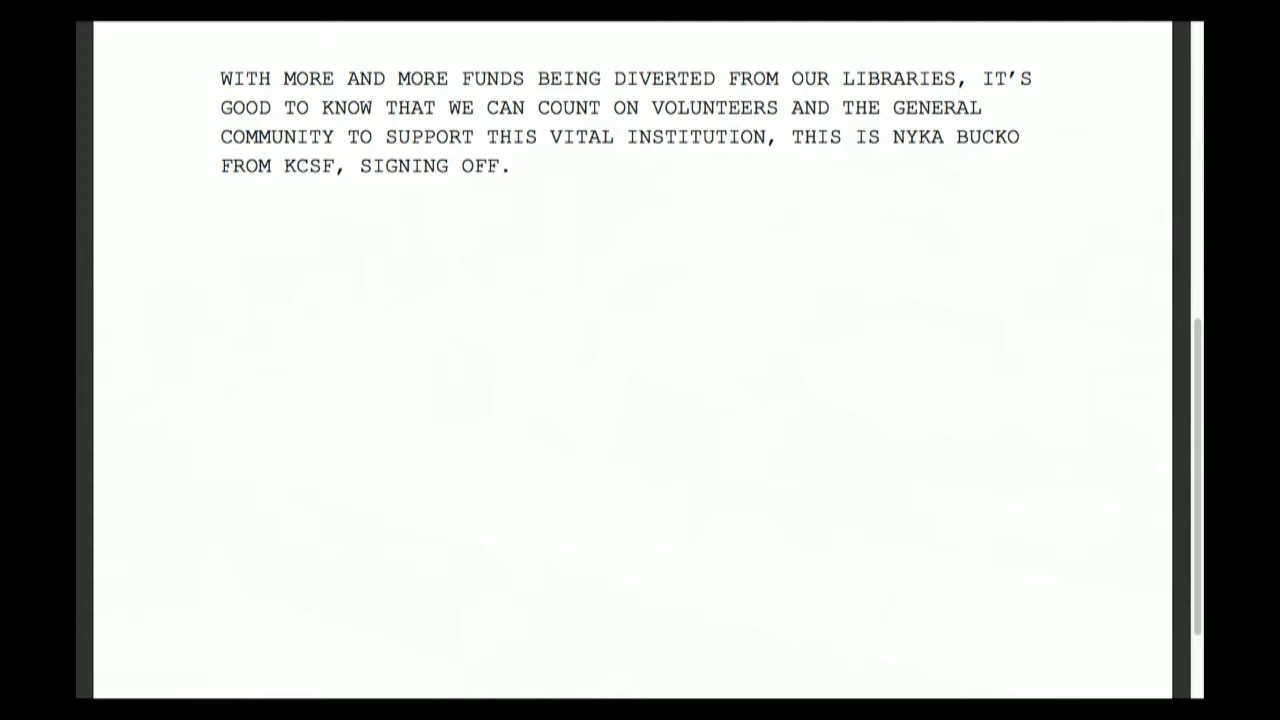 WITH MORE AND MORE FUNDS BEING DIVERTED FROM OUR LIBRARIES, IT’S
GOOD TO KNOW THAT WE CAN COUNT ON VOLUNTEERS AND THE GENERAL
COMMUNITY TO SUPPORT THIS VITAL INSTITUTION, THIS IS NYKA BUCKO
FROM KCSF, SIGNING OFF.